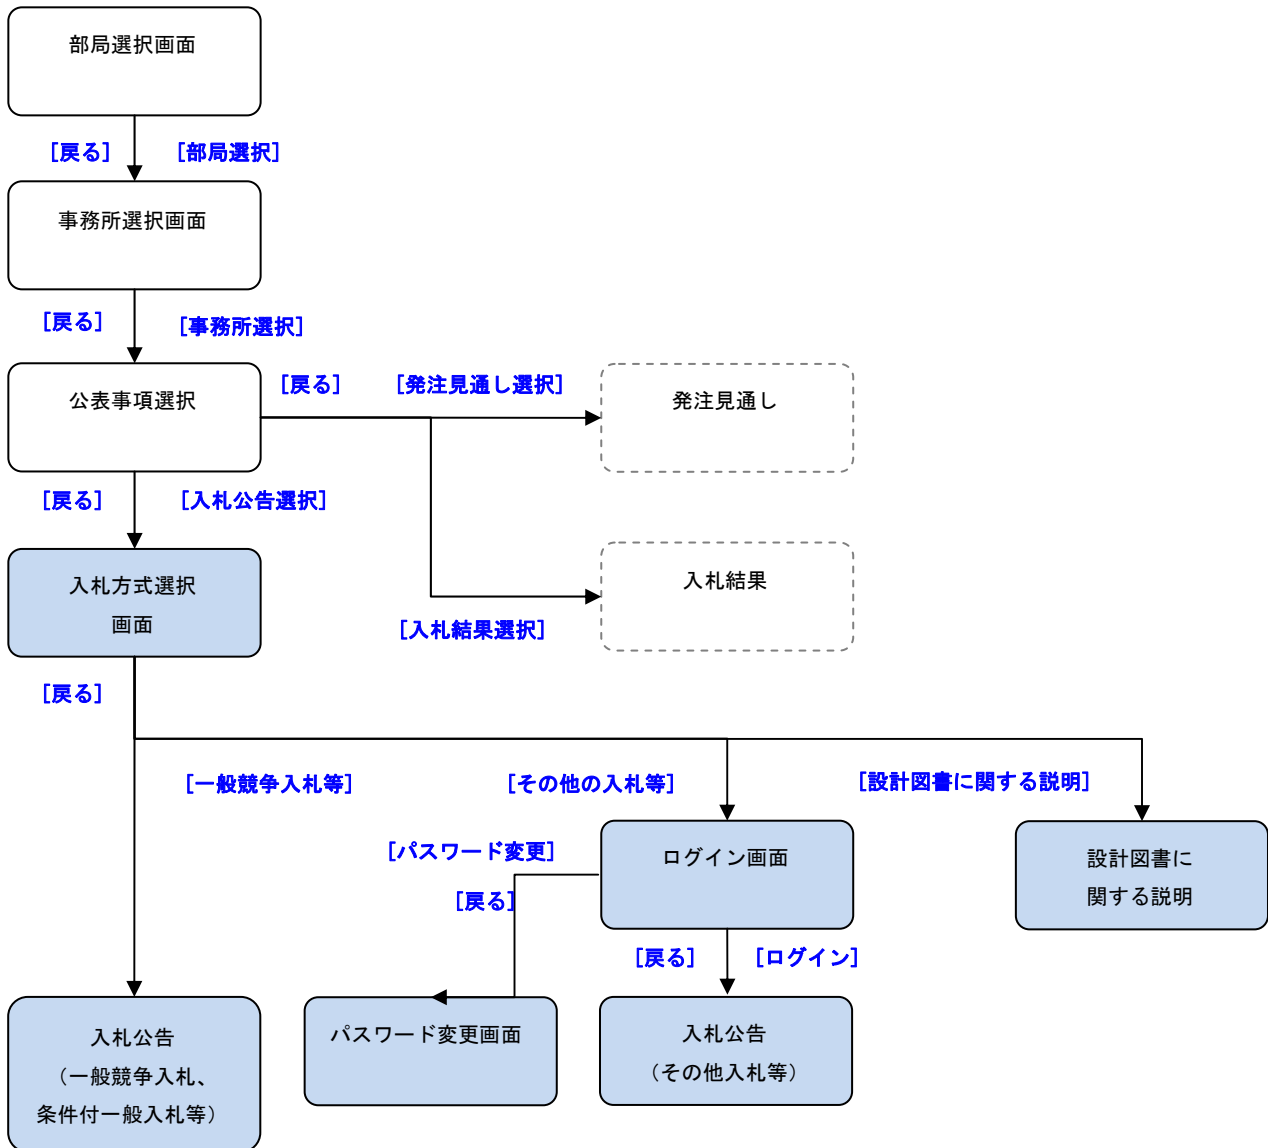 部局選択画面
[戻る]
[部局選択]
事務所選択画面
[戻る]
[事務所選択]
公表事項選択
[戻る]
[発注見通し選択]
発注見通し
[戻る]
[入札公告選択]
入札方式選択
画面
入札結果
[入札結果選択]
[戻る]
[一般競争入札等]
[その他の入札等]
[設計図書に関する説明]
[パスワード変更]
[戻る]
ログイン画面
設計図書に
関する説明
[戻る]
[ログイン]
入札公告
（一般競争入札、
条件付一般入札等）
パスワード変更画面
入札公告
（その他入札等）